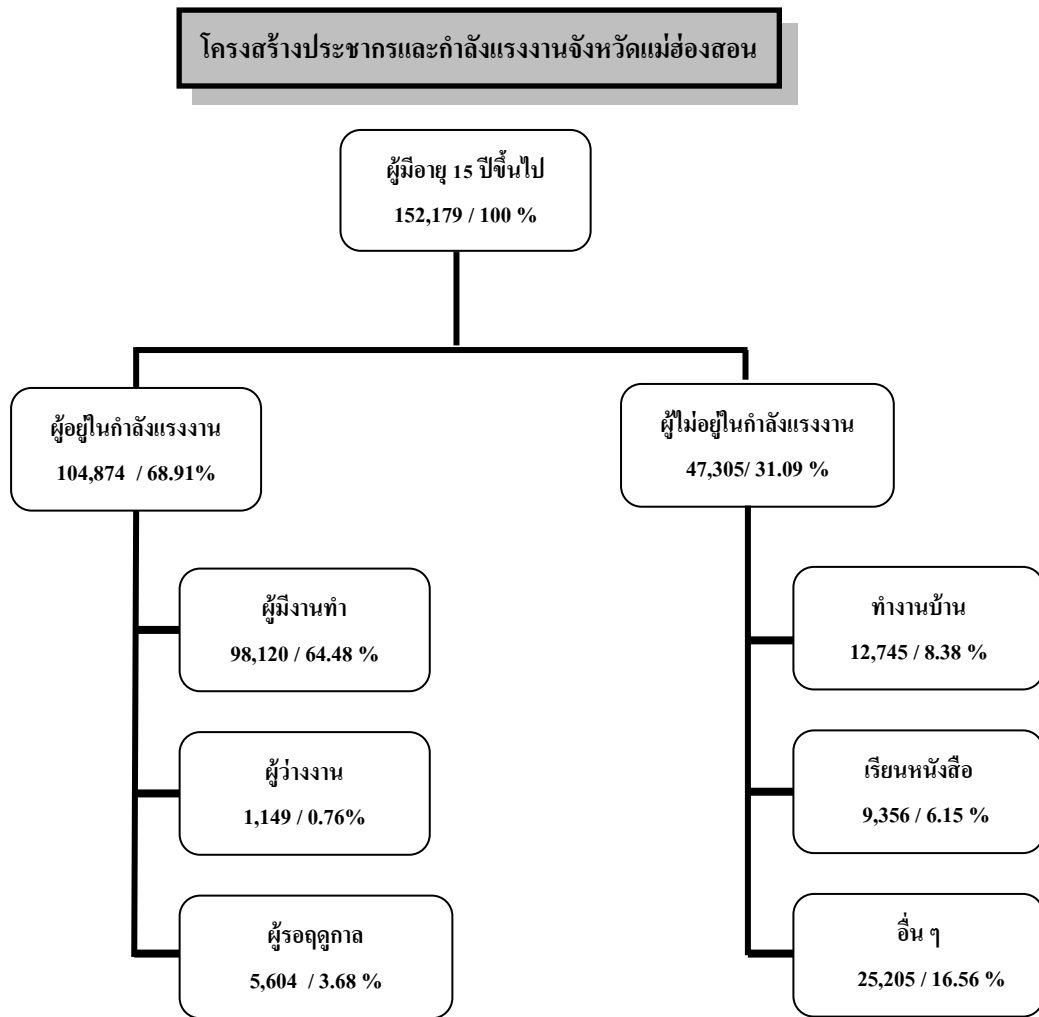 โครงสร้างประชากรและกำลังแรงงานจังหวัดแม่ฮ่องสอน
ผู้มีอายุ 15 ปีขึ้นไป
152,179 / 100 %
ผู้อยู่ในกำลังแรงงาน
104,874 / 68.91%
ผู้มีงานทำ
98,120 / 64.48 %
ผู้ว่างงาน
1,149 / 0.76%
ผู้รอฤดูกาล
5,604 / 3.68 %
ผู้ไม่อยู่ในกำลังแรงงาน
47,305/ 31.09 %
ทำงานบ้าน
12,745 / 8.38 %
เรียนหนังสือ
9,356 / 6.15 %
อื่น ๆ
25,205 / 16.56 %